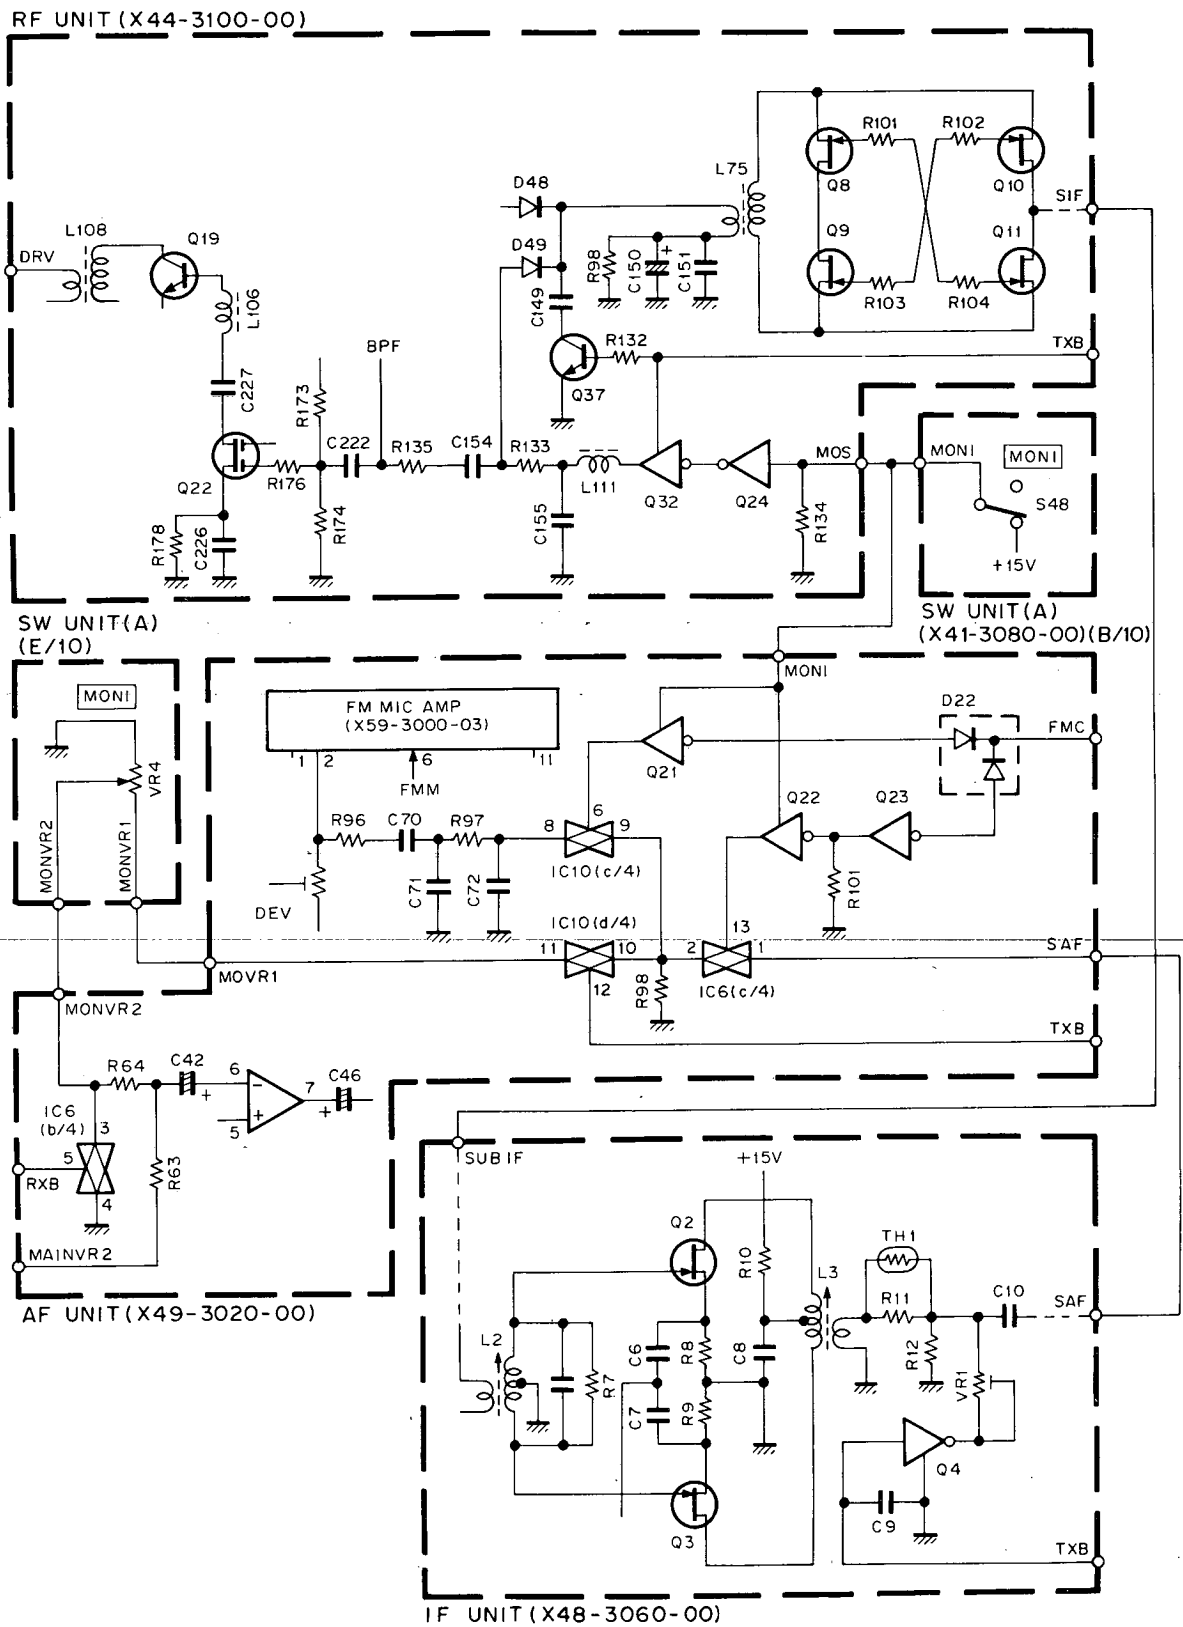 RF UNIT (X44-3100-00)
R101
R102
L75
Q8
Q10
D48
SIF
L108
Q19
D49
Q9
Q11
DRV
R98
C150
+
C151
R103
R104
L106
C149
BPF
R132
TXB
C227
R173
Q37
C222
R135
C154
R133
MOS
MONI
MONI
Q22
R176
L111
Q32
Q24
S48
R178
C226
R174
C155
R134
+15V
SW UNIT(A)
(E/10)
SW UNIT(A)
(X41-3080-00)(B/10)
MONI
MONI
FM MIC AMP
(X59-3000-03)
D22
FMC
1
2
6
11
Q21
VR4
FMM
Q22
Q23
R96
C70
R97
8
6
9
MONVR2
MONVR1
IC10(c/4)
C71
C72
R101
DEV
IC10(d/4)
11
10
2
13
1
SAF
MOVR1
12
R98
IC6(c/4)
MONVR2
TXB
R64
C42
6
C46
+
−
7
+
IC6
(b/4)
3
+
5
5
RXB
4
R63
SUBIF
+15V
MAINVR2
Q2
TH1
AF UNIT (X49-3020-00)
R10
L3
R11
C10
SAF
L2
C6
R8
C8
R12
R7
VR1
C7
R9
Q4
C9
Q3
TXB
IF UNIT (X48-3060-00)